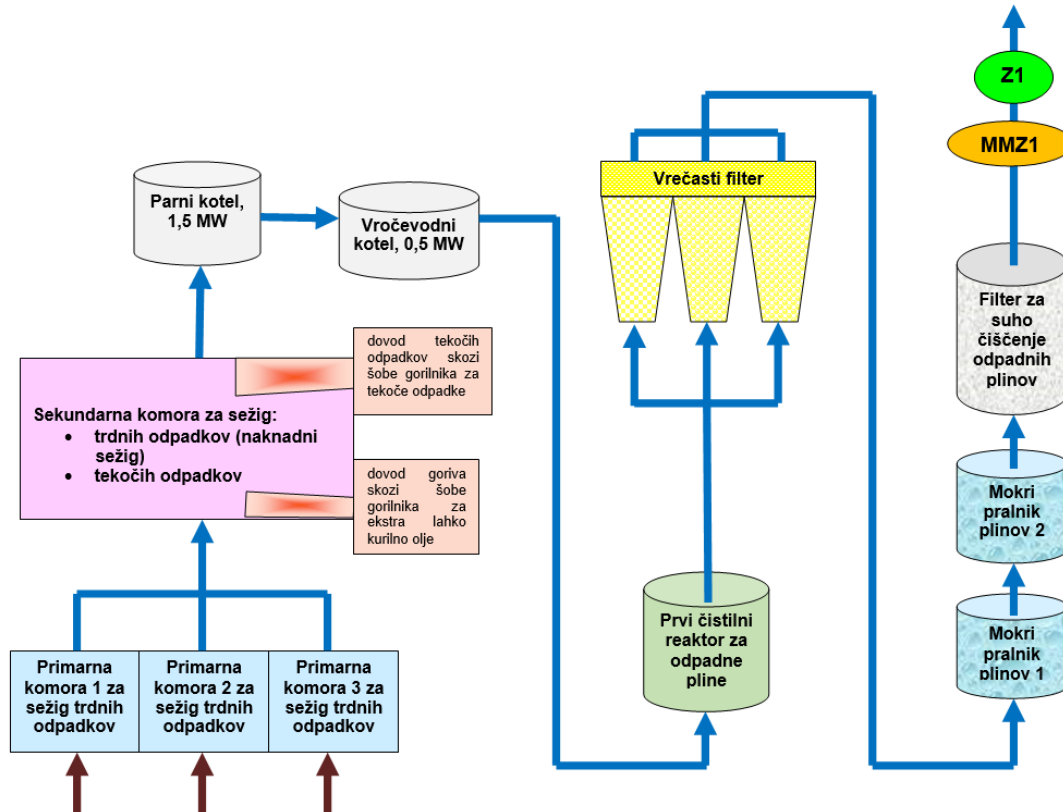 Z1
MMZ1
Vrečasti filter
Parni kotel,
1,5 MW
Vročevodni
kotel, 0,5 MW
Filter za
suho
čiščenje
odpadnih
plinov
dovod tekočih
odpadkov skozi
šobe gorilnika za
tekoče odpadke
Sekundarna komora za sežig:
• trdnih odpadkov (naknadni
sežig)
• tekočih odpadkov
dovod goriva
skozi šobe
gorilnika za
ekstra lahko
kurilno olje
Mokri
pralnik
plinov 2
Prvi čistilni
reaktor za
odpadne
pline
Mokri
pralnik
plinov 1
Primarna
komora 1 za
sežig trdnih
odpadkov
Primarna
komora 2 za
sežig trdnih
odpadkov
Primarna
komora 3 za
sežig trdnih
odpadkov